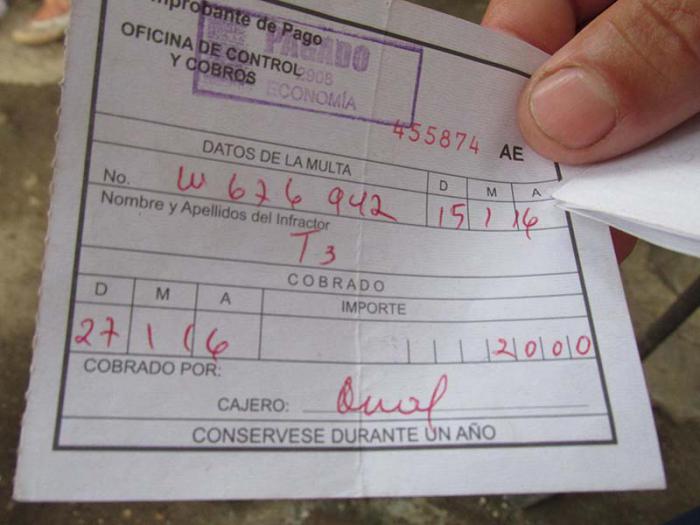 Comprobante de Pago
OFICINA DE CONTROL
Y COBROS
PAGADO
2908
ECONOMÍA
455874 AE
DATOS DE LA MULTA
No. W 676 942
D M A
15 1 16
Nombre y Apellidos del Infractor
T3
COBRADO
D M A IMPORTE
27 1 16 2000
COBRADO POR:
CAJERO:
CONSERVESE DURANTE UN AÑO